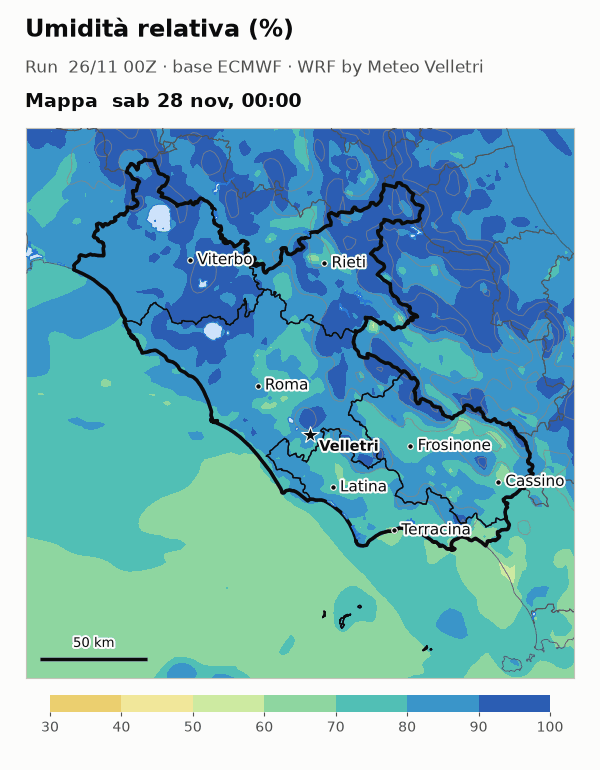 Umidità relativa (%)
Run  26/11 00Z · base ECMWF · WRF by Meteo Velletri
Mappa  sab 28 nov, 00:00
Viterbo
Rieti
Roma
Velletri
Frosinone
Latina
Cassino
Terracina
50 km
30 40 50 60 70 80 90 100